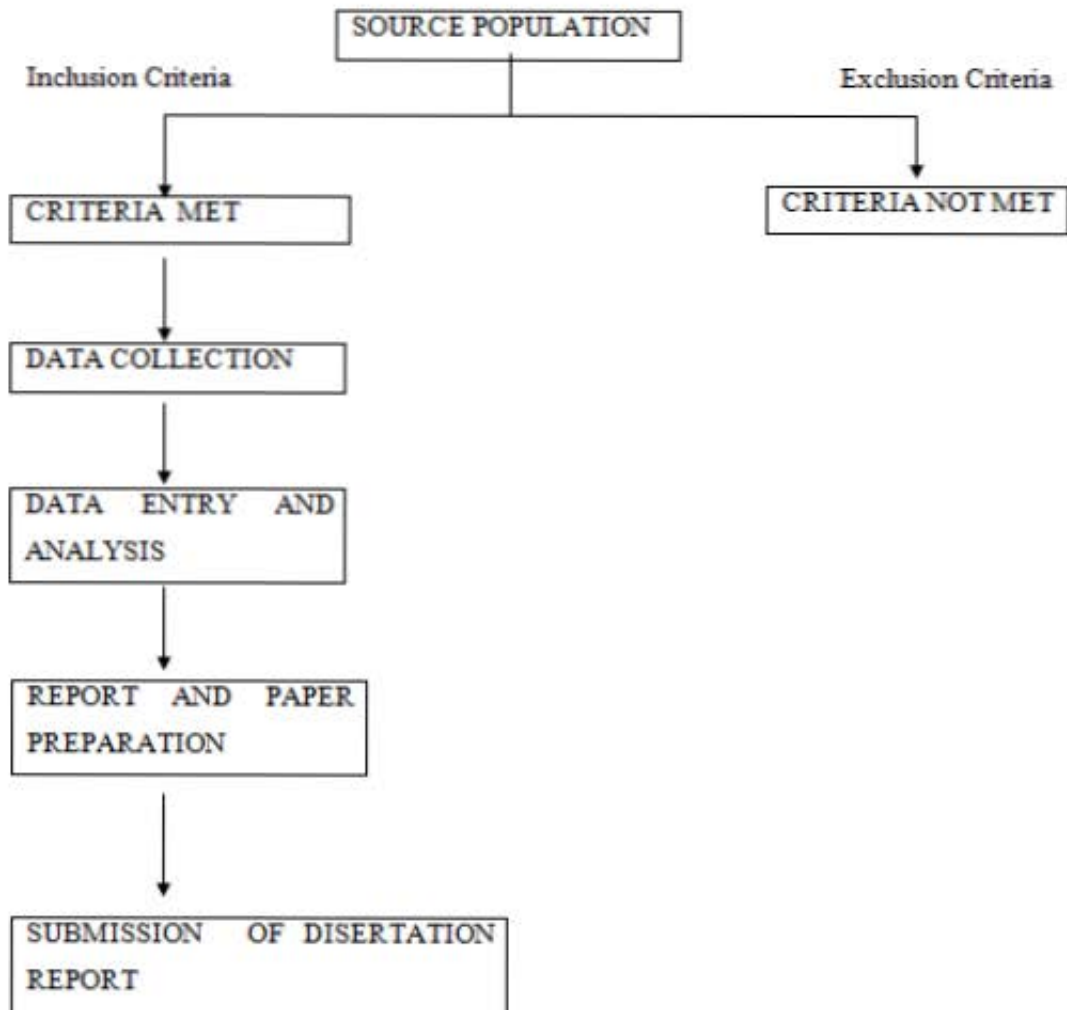 SOURCE POPULATION
Inclusion Criteria
Exclusion Criteria
CRITERIA MET
CRITERIA NOT MET
DATA COLLECTION
DATA ENTRY AND
ANALYSIS
REPORT AND PAPER
PREPARATION
SUBMISSION OF DISERTATION
REPORT